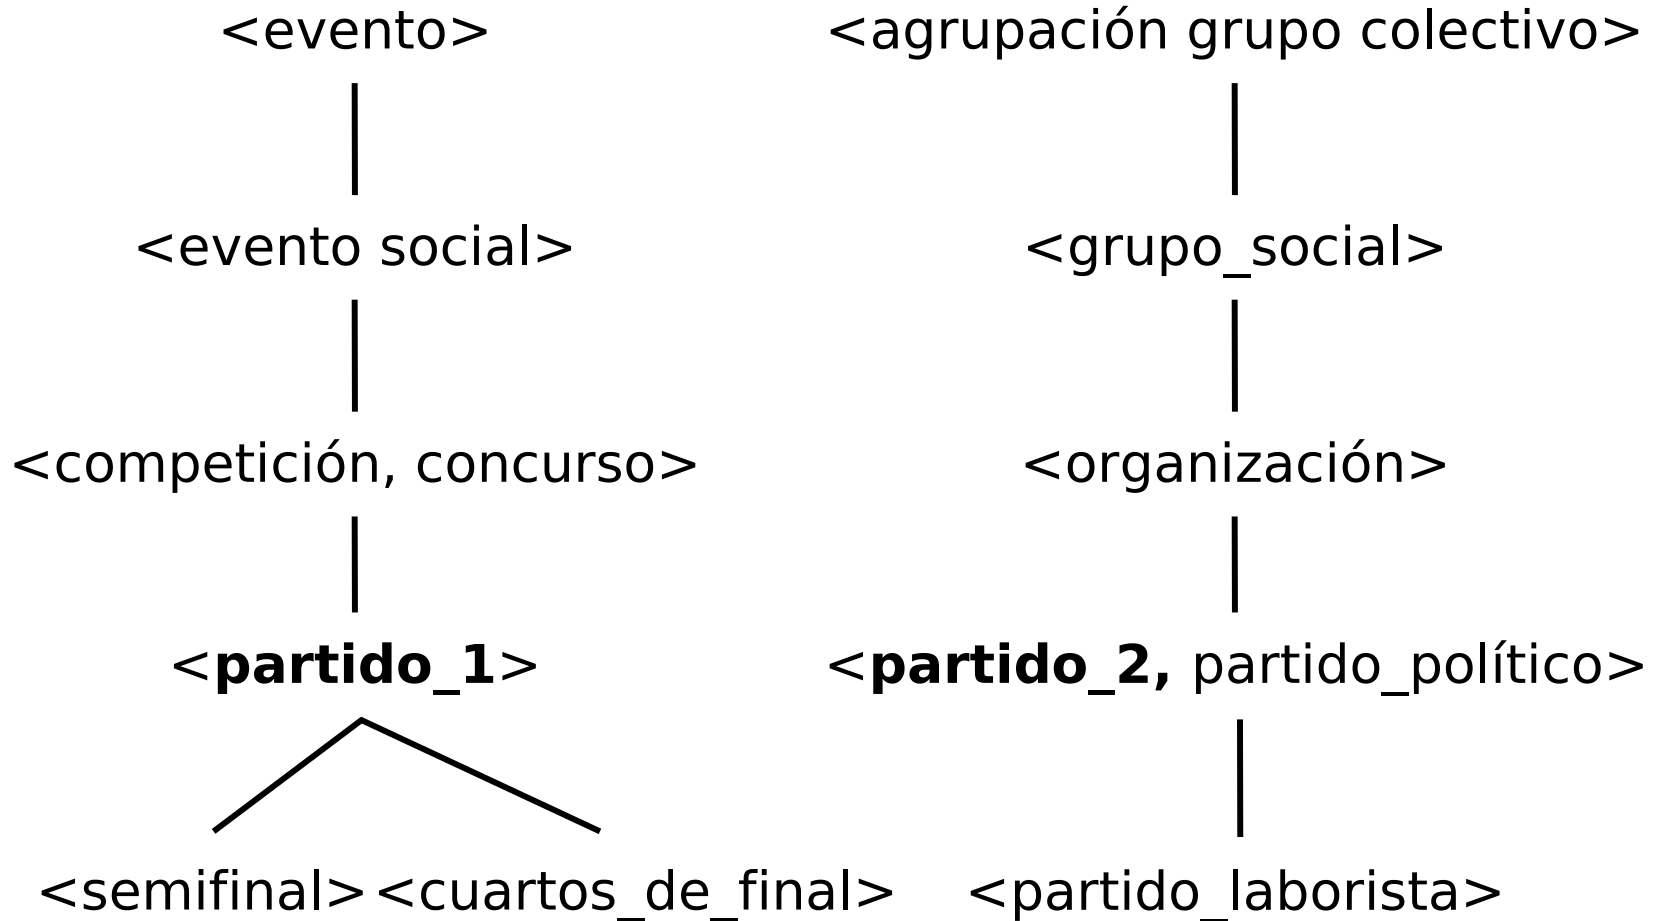 <evento>
<agrupación grupo colectivo>
<evento social>
<grupo_social>
<competición, concurso>
<organización>
<partido_1>
<partido_2, partido_político>
<semifinal>
<cuartos_de_final>
<partido_laborista>